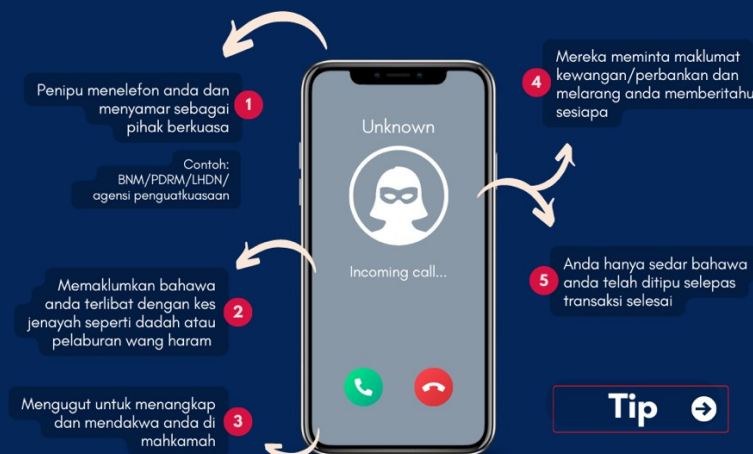 Penipu menelefon anda dan
menyamar sebagai
pihak berkuasa
1
Contoh:
BNM/PDRM/LHDN/
agensi penguatkuasaan
Memaklumkan bahawa
anda terlibat dengan kes
jenayah seperti dadah atau
pelaburan wang haram
2
Mengugut untuk menangkap
dan mendakwa anda di
mahkamah
3
Unknown
Incoming call...
4
Mereka meminta maklumat
kewangan/perbankan dan
melarang anda memberitahu
sesiapa
5
Anda hanya sedar bahawa
anda telah ditipu selepas
transaksi selesai
Tip